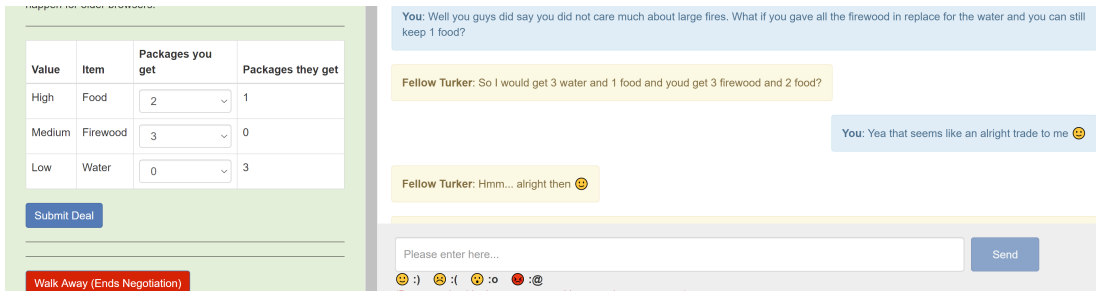 happen for older browsers.
Value Item Packages you get Packages they get
High Food 2 1
Medium Firewood 3 0
Low Water 0 3
Submit Deal
Walk Away (Ends Negotiation)
You: Well you guys did say you did not care much about large fires. What if you gave all the firewood in replace for the water and you can still
keep 1 food?
Fellow Turker: So I would get 3 water and 1 food and youd get 3 firewood and 2 food?
You: Yea that seems like an alright trade to me 🙂
Fellow Turker: Hmm... alright then 🙂
Please enter here...
Send
🙂 :) ☹️ :( 😮 :o 😡 :@